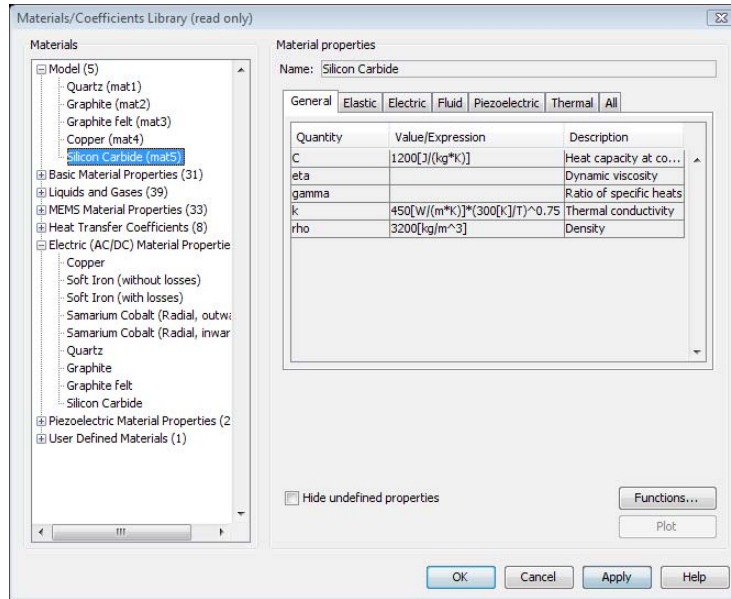 Materials/Coefficients Library (read only)
Materials
Model (5)
Quartz (mat1)
Graphite (mat2)
Graphite felt (mat3)
Copper (mat4)
Silicon Carbide (mat5)
Basic Material Properties (31)
Liquids and Gases (39)
MEMS Material Properties (33)
Heat Transfer Coefficients (8)
Electric (AC/DC) Material Propertie
Copper
Soft Iron (without losses)
Soft Iron (with losses)
Samarium Cobalt (Radial, outwa
Samarium Cobalt (Radial, inwar
Quartz
Graphite
Graphite felt
Silicon Carbide
Piezoelectric Material Properties (2
User Defined Materials (1)
Material properties
Name: Silicon Carbide
General Elastic Electric Fluid Piezoelectric Thermal All
Quantity Value/Expression Description
C 1200[J/(kg*K)] Heat capacity at co...
eta Dynamic viscosity
gamma Ratio of specific heats
k 450[W/(m*K)]*(300[K]/T)^0.75 Thermal conductivity
rho 3200[kg/m^3] Density
Hide undefined properties
Functions...
Plot
OK Cancel Apply Help